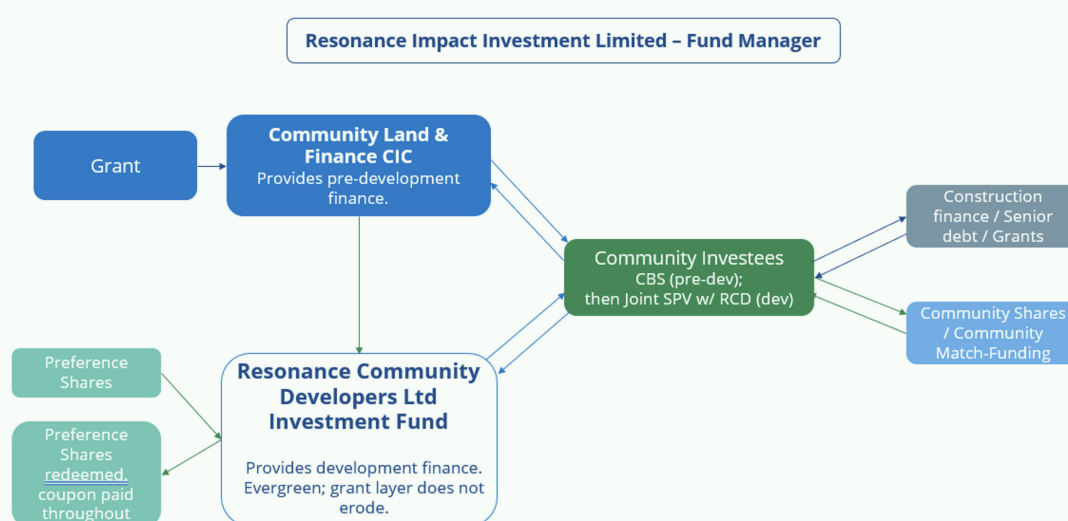 Resonance Impact Investment Limited – Fund Manager
Grant
Community Land &
Finance CIC
Provides pre-development
finance.
Construction
finance / Senior
debt / Grants
Community Investees
CBS (pre-dev);
then Joint SPV w/ RCD (dev)
Community Shares
/ Community
Match-Funding
Preference
Shares
Resonance Community
Developers Ltd
Investment Fund
Provides development finance.
Evergreen; grant layer does not
erode.
Preference
Shares
redeemed.
coupon paid
throughout